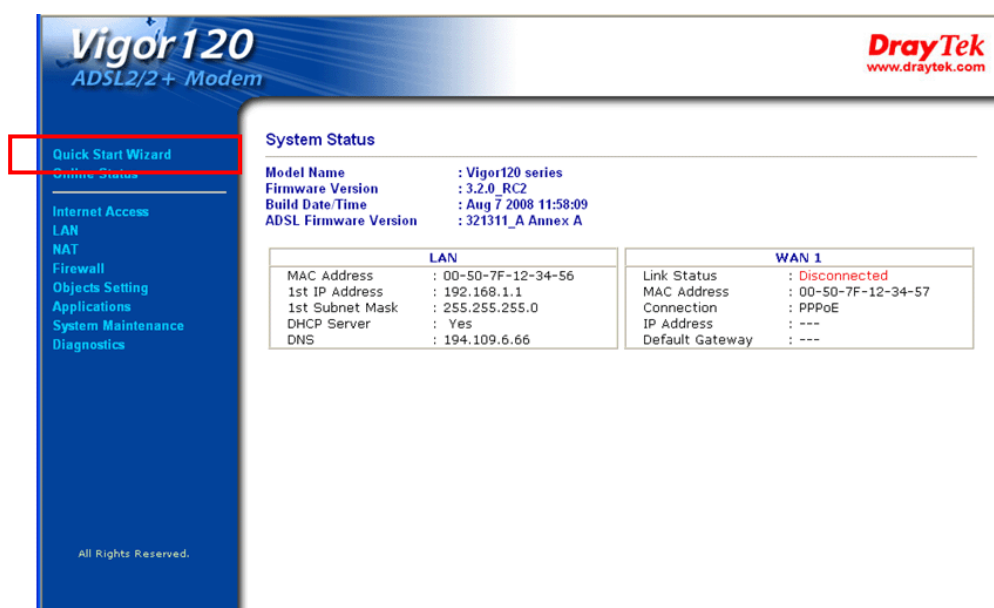 Vigor120
ADSL2/2+ Modem
DrayTek
www.draytek.com
Quick Start Wizard
Online Status
Internet Access
LAN
NAT
Firewall
Objects Setting
Applications
System Maintenance
Diagnostics
All Rights Reserved.
System Status
Model Name : Vigor120 series
Firmware Version : 3.2.0_RC2
Build Date/Time : Aug 7 2008 11:58:09
ADSL Firmware Version : 321311_A Annex A
LAN
MAC Address : 00-50-7F-12-34-56
1st IP Address : 192.168.1.1
1st Subnet Mask : 255.255.255.0
DHCP Server : Yes
DNS : 194.109.6.66
WAN 1
Link Status : Disconnected
MAC Address : 00-50-7F-12-34-57
Connection : PPPoE
IP Address : ---
Default Gateway : ---